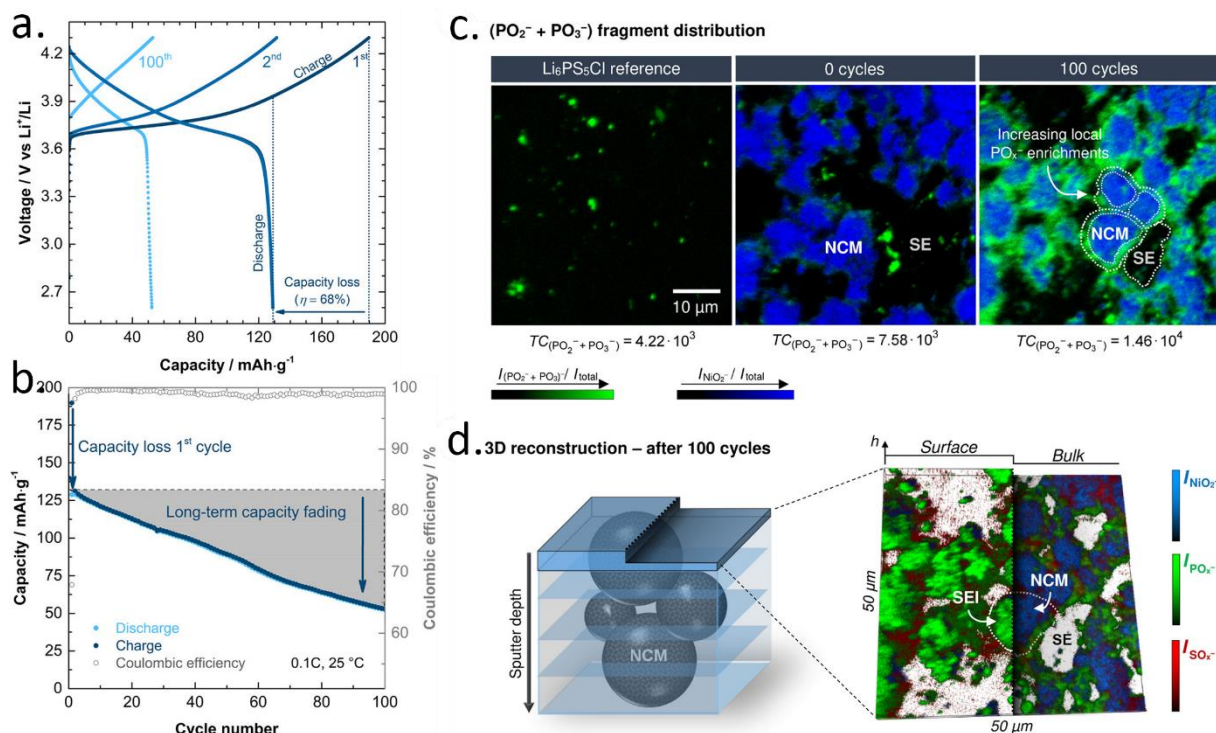 a.
4.2
3.9
3.6
3.3
3.0
2.7
Voltage / V vs Li⁺/Li
100th
2nd
Charge
1st
Discharge
Capacity loss
(η = 68%)
0
40
80
120
160
200
Capacity / mAh·g⁻¹
b.
200
175
150
125
100
75
50
25
0
Capacity / mAh·g⁻¹
100
90
80
70
60
Coulombic efficiency / %
Capacity loss 1st cycle
Long-term capacity fading
Discharge
Charge
Coulombic efficiency
0.1C, 25 °C
0
20
40
60
80
100
Cycle number
c.
(PO₂⁻ + PO₃⁻) fragment distribution
Li₆PS₅Cl reference
0 cycles
100 cycles
10 µm
NCM
SE
Increasing local
POₓ⁻ enrichments
NCM
SE
TC(PO₂⁻ + PO₃⁻) = 4.22·10³
TC(PO₂⁻ + PO₃⁻) = 7.58·10³
TC(PO₂⁻ + PO₃⁻) = 1.46·10⁴
I(PO₂⁻ + PO₃)⁻ / Itotal
INiO₂⁻ / Itotal
d.
3D reconstruction – after 100 cycles
Sputter depth
NCM
h
Surface
Bulk
SEI
NCM
SE
50 µm
50 µm
INiO₂⁻
IPOₓ⁻
ISOₓ⁻